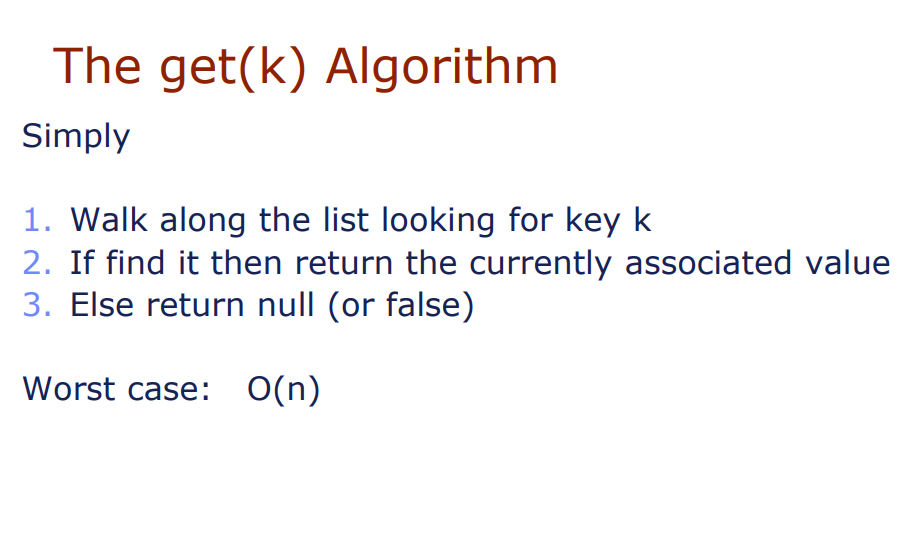 The get(k) Algorithm
Simply
1. Walk along the list looking for key k
2. If find it then return the currently associated value
3. Else return null (or false)
Worst case: O(n)